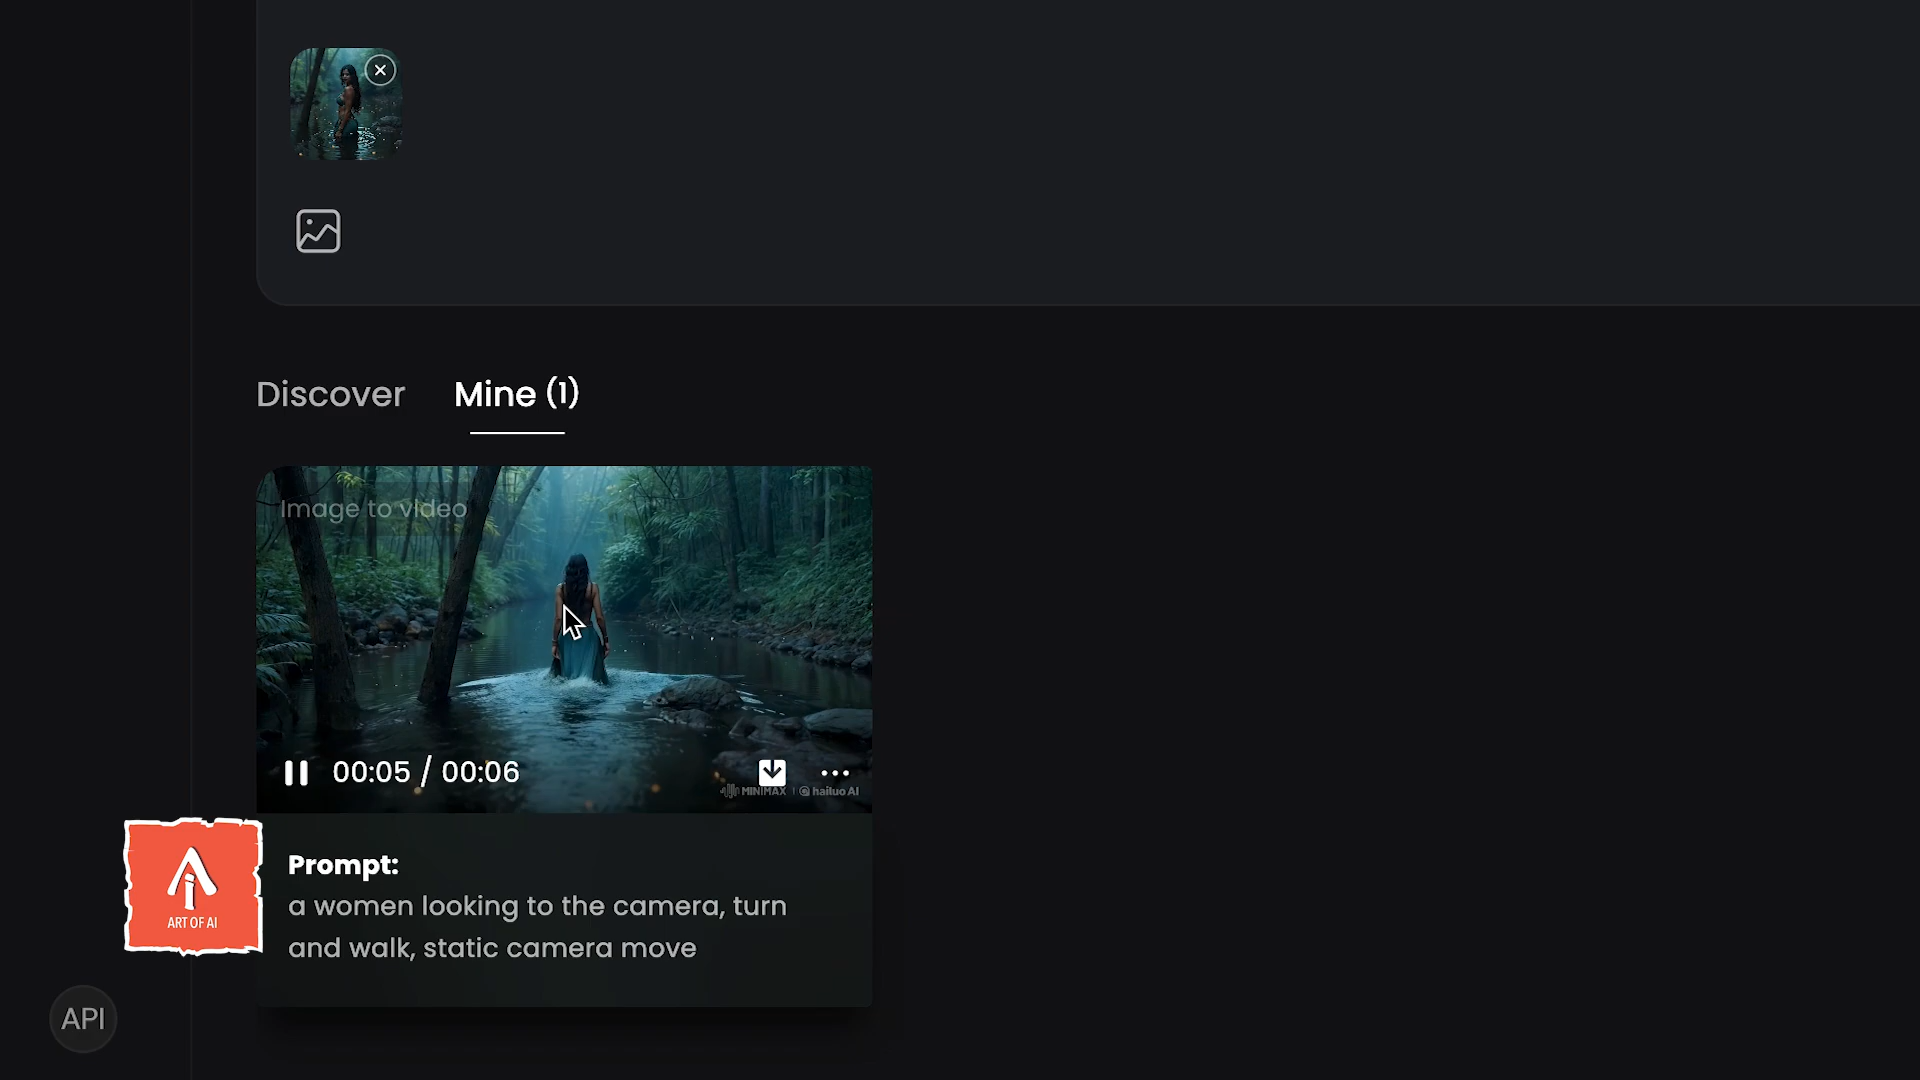 Discover
Mine (1)
Image to video
00:05 / 00:06
MINIMAX | hailuo AI
Prompt:
a women looking to the camera, turn
and walk, static camera move
ART OF AI
API